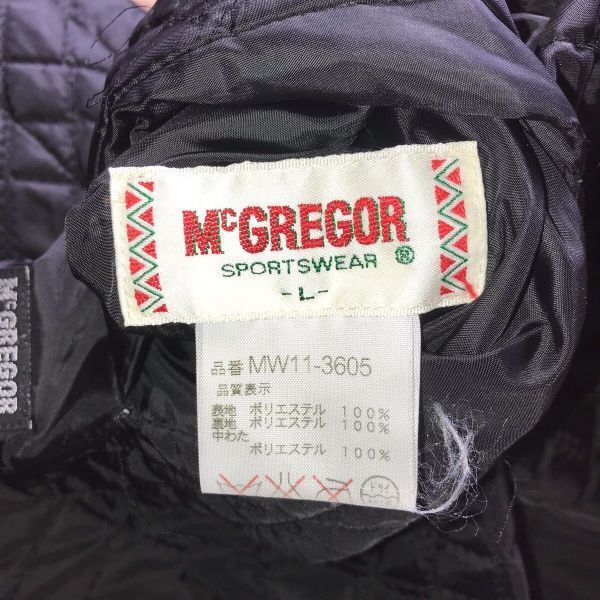 McGREGOR
SPORTSWEAR ®
-L-
品番 MW11-3605
品質表示
表地 ポリエステル 100%
裏地 ポリエステル 100%
中わた
ポリエステル 100%
McGREGOR